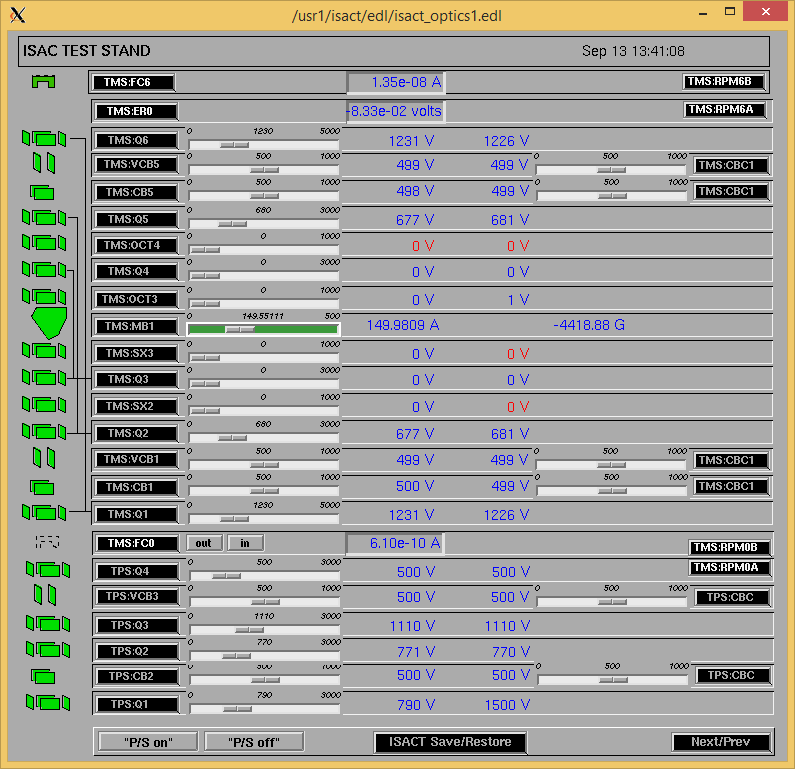 /usr1/isact/edl/isact_optics1.edl
ISAC TEST STAND Sep 13 13:41:08
TMS:FC6 1.35e-08 A TMS:RPM6B
TMS:ER0 -8.33e-02 volts TMS:RPM6A
TMS:Q6 0 1230 5000 1231 V 1226 V
TMS:VCB5 0 500 1000 499 V 499 V 0 500 1000 TMS:CBC1
TMS:CB5 0 500 1000 498 V 499 V 0 500 1000 TMS:CBC1
TMS:Q5 0 680 3000 677 V 681 V
TMS:OCT4 0 0 1000 0 V 0 V
TMS:Q4 0 0 3000 0 V 0 V
TMS:OCT3 0 0 1000 0 V 1 V
TMS:MB1 0 149.55111 500 149.9809 A -4418.88 G
TMS:SX3 0 0 1000 0 V 0 V
TMS:Q3 0 0 3000 0 V 0 V
TMS:SX2 0 0 1000 0 V 0 V
TMS:Q2 0 680 3000 677 V 681 V
TMS:VCB1 0 500 1000 499 V 499 V 0 500 1000 TMS:CBC1
TMS:CB1 0 500 1000 500 V 499 V 0 500 1000 TMS:CBC1
TMS:Q1 0 1230 5000 1231 V 1226 V
TMS:FC0 out in 6.10e-10 A TMS:RPM0B
TPS:Q4 0 500 3000 500 V 500 V TMS:RPM0A
TPS:VCB3 0 500 1000 500 V 500 V 0 500 1000 TPS:CBC
TPS:Q3 0 1110 3000 1110 V 1110 V
TPS:Q2 0 770 3000 771 V 770 V
TPS:CB2 0 500 1000 500 V 500 V 0 500 1000 TPS:CBC
TPS:Q1 0 790 3000 790 V 1500 V
"P/S on" "P/S off" ISACT Save/Restore Next/Prev